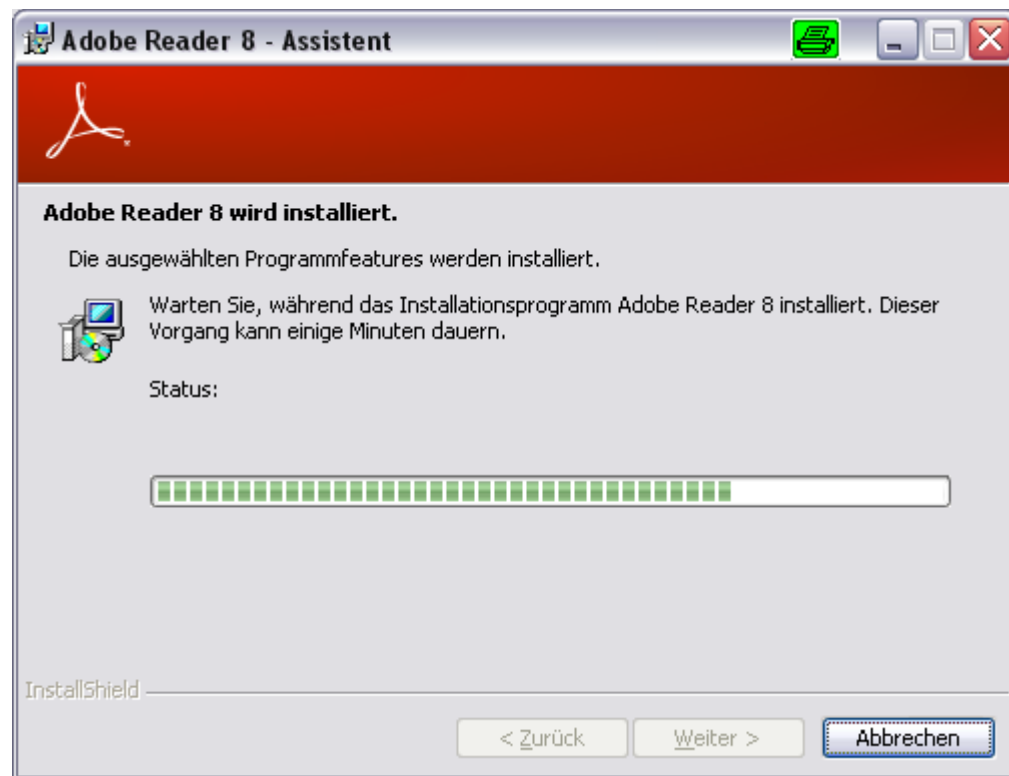 Adobe Reader 8 - Assistent
Adobe Reader 8 wird installiert.
Die ausgewählten Programmfeatures werden installiert.
Warten Sie, während das Installationsprogramm Adobe Reader 8 installiert. Dieser
Vorgang kann einige Minuten dauern.
Status:
InstallShield
< Zurück
Weiter >
Abbrechen